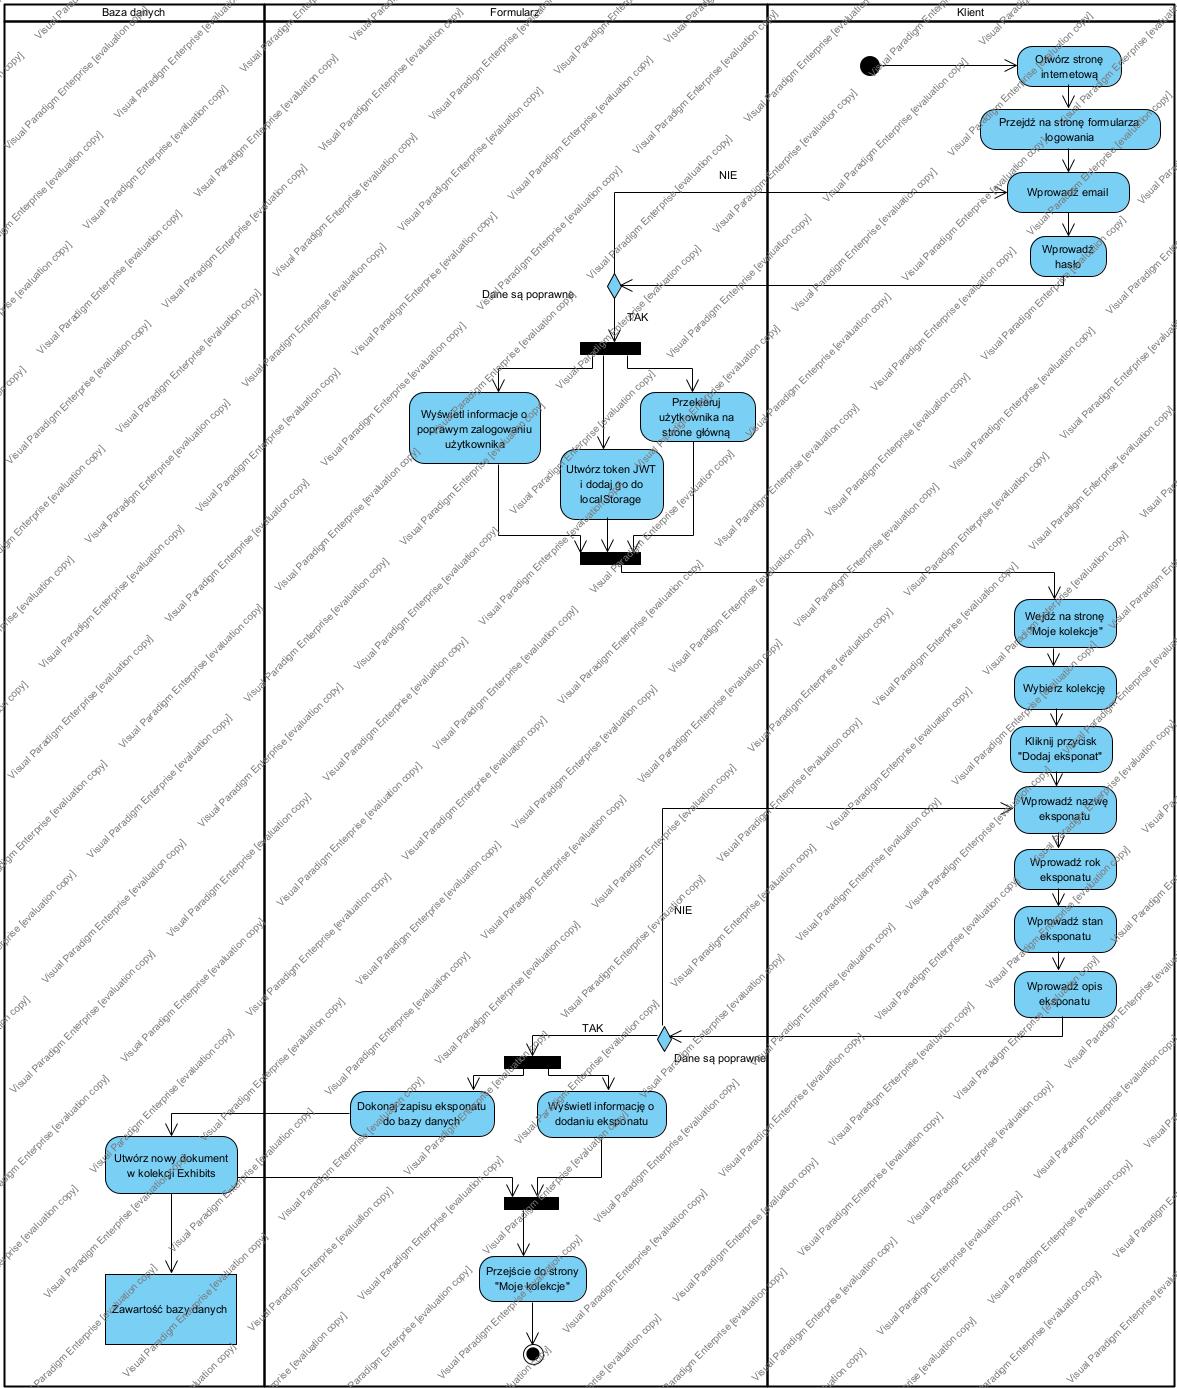 Baza danych
Formularz
Klient
Otwórz stronę
internetową
Przejdź na stronę formularza
logowania
NIE
Wprowadź email
Wprowadź
hasło
Dane są poprawne
TAK
Wyświetl informacje o
poprawym zalogowaniu
użytkownika
Przekieruj
użytkownika na
strone główną
Utwórz token JWT
i dodaj go do
localStorage
Wejdź na stronę
"Moje kolekcje"
Wybierz kolekcję
Kliknij przycisk
"Dodaj eksponat"
Wprowadź nazwę
eksponatu
Wprowadź rok
eksponatu
NIE
Wprowadź stan
eksponatu
Wprowadź opis
eksponatu
TAK
Dane są poprawne
Dokonaj zapisu eksponatu
do bazy danych
Wyświetl informację o
dodaniu eksponatu
Utwórz nowy dokument
w kolekcji Exhibits
Przejście do strony
"Moje kolekcje"
Zawartość bazy danych
Visual Paradigm Enterprise [evaluation copy]